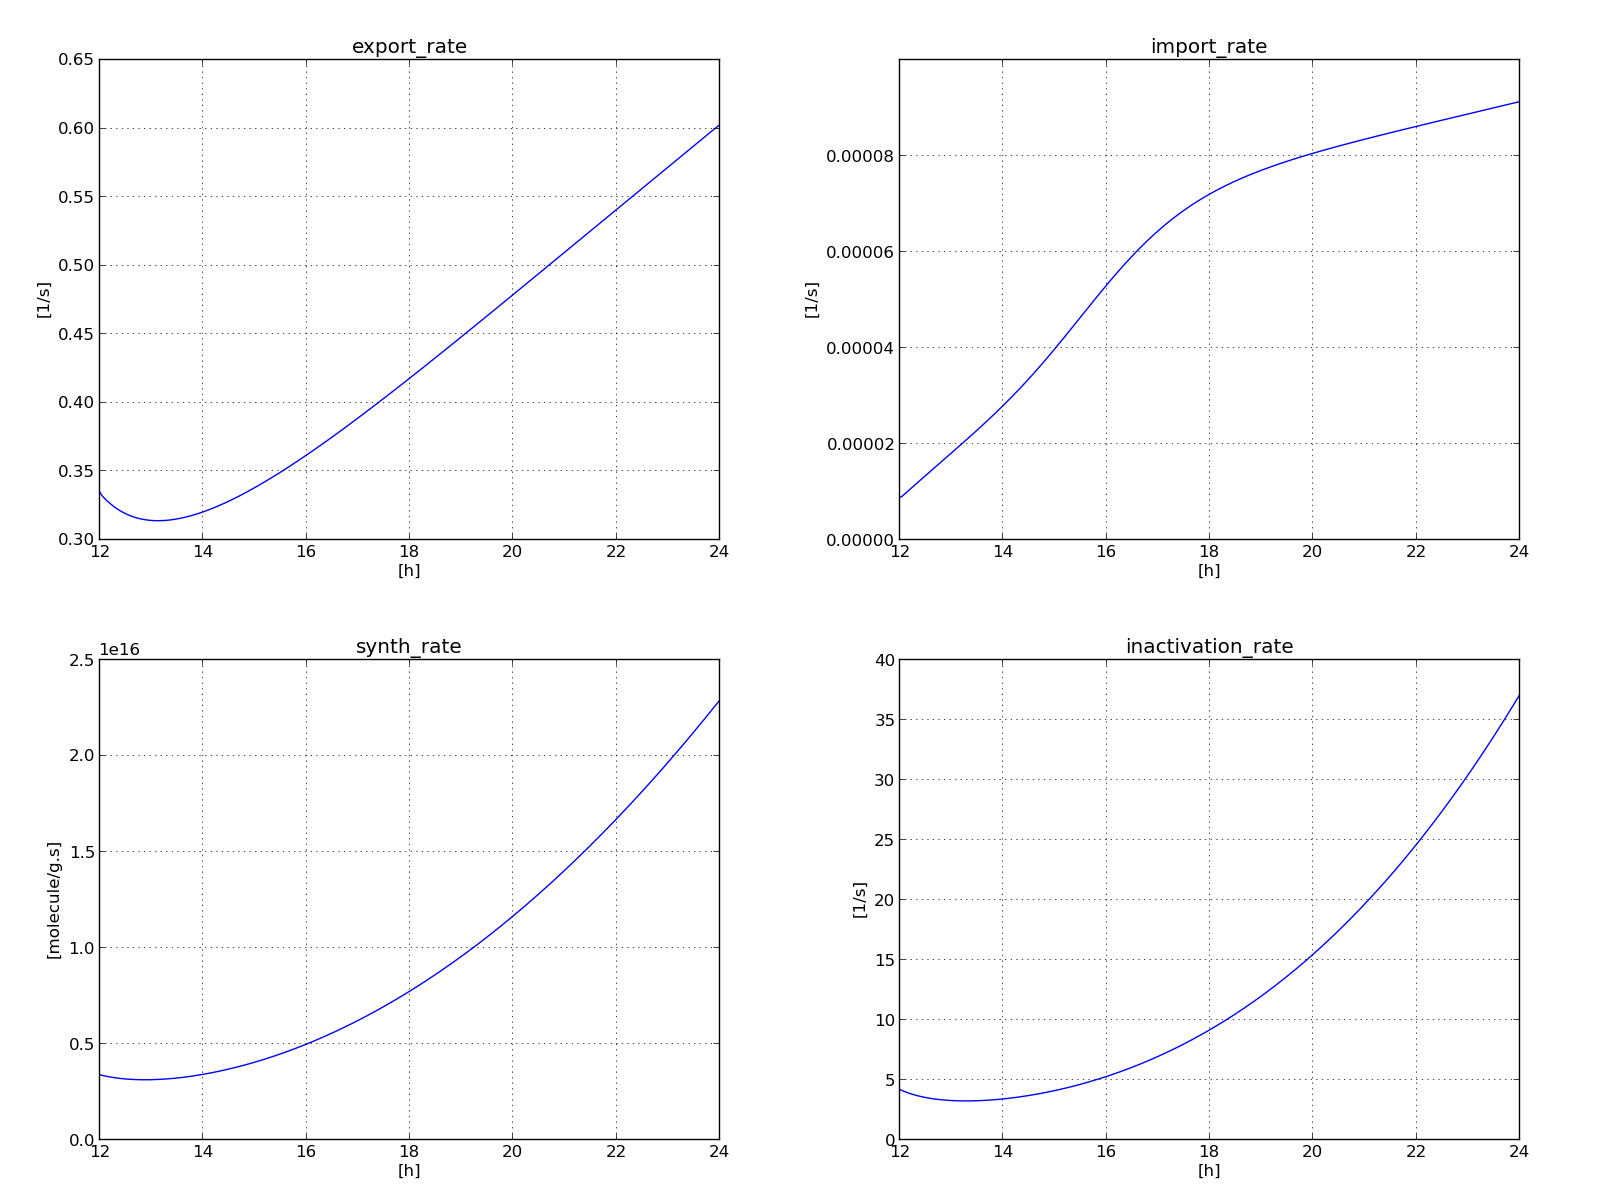 export_rate
0.65
0.60
0.55
0.50
0.45
0.40
0.35
0.30
[1/s]
12 14 16 18 20 22 24
[h]
import_rate
0.00008
0.00006
0.00004
0.00002
0.00000
[1/s]
12 14 16 18 20 22 24
[h]
synth_rate
1e16
2.5
2.0
1.5
1.0
0.5
0.0
[molecule/g.s]
12 14 16 18 20 22 24
[h]
inactivation_rate
40
35
30
25
20
15
10
5
0
[1/s]
12 14 16 18 20 22 24
[h]